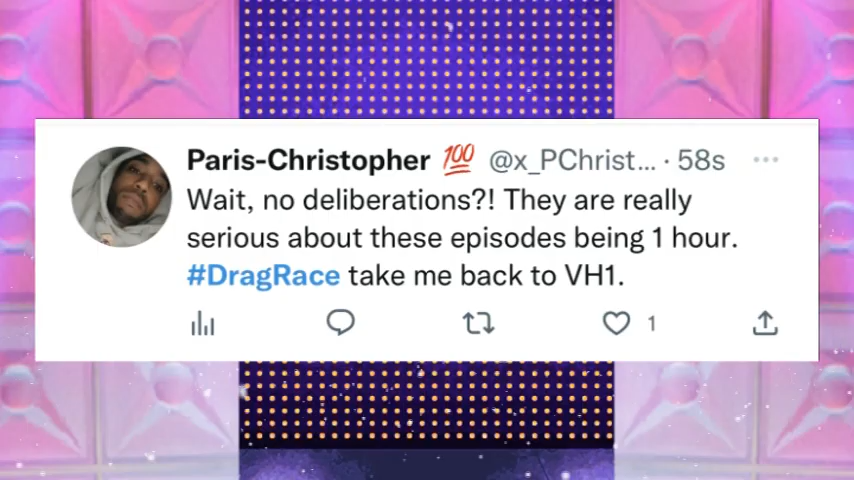 Paris-Christopher 💯 @x_PChrist... · 58s
Wait, no deliberations?! They are really
serious about these episodes being 1 hour.
#DragRace take me back to VH1.
1